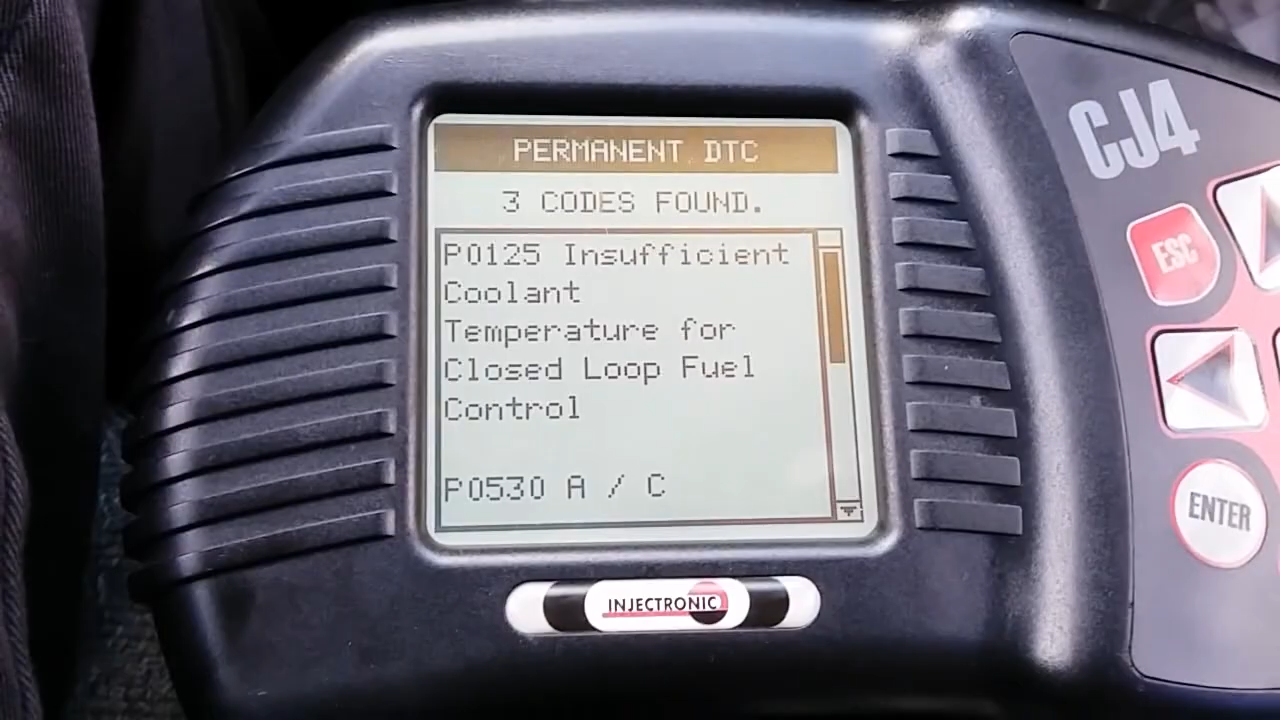 PERMANENT DTC
3 CODES FOUND.
P0125 Insufficient
Coolant
Temperature for
Closed Loop Fuel
Control
P0530 A / C
INJECTRONIC
CJ4
ESC
ENTER